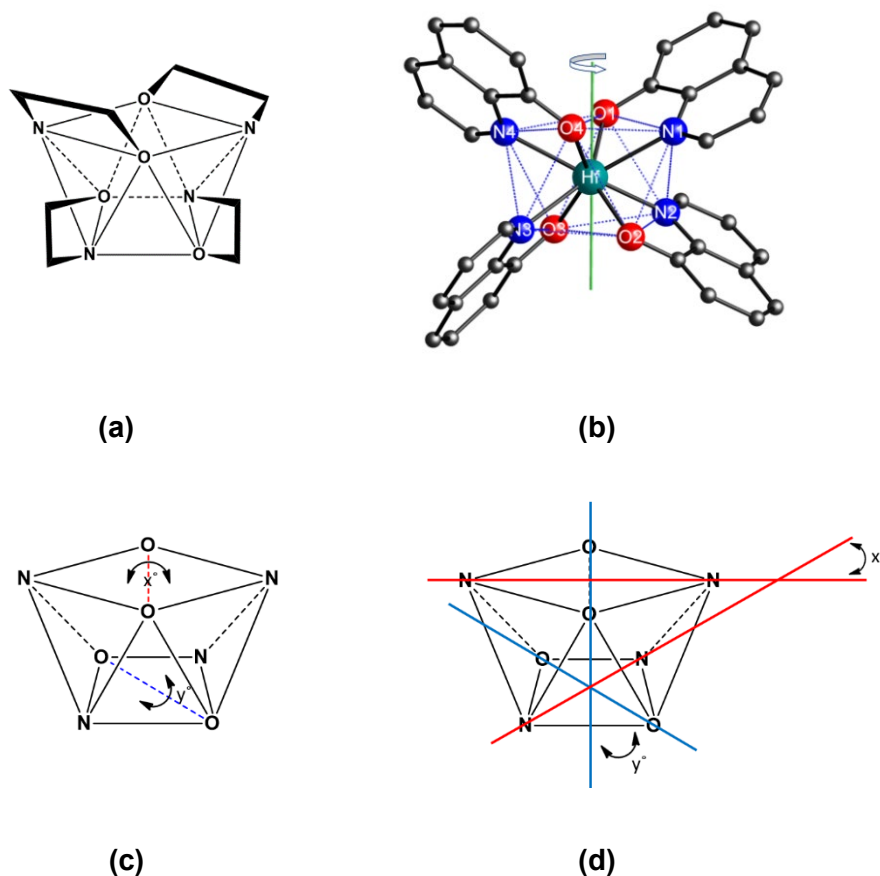 O
N N
O
O N
N O
(a)
O1
N4 O4 N1
Hf
N2
N3 O3 O2
(b)
O
N x° N
O
O N
y°
N O
(c)
O x
N N
O
O N
N O
y°
(d)